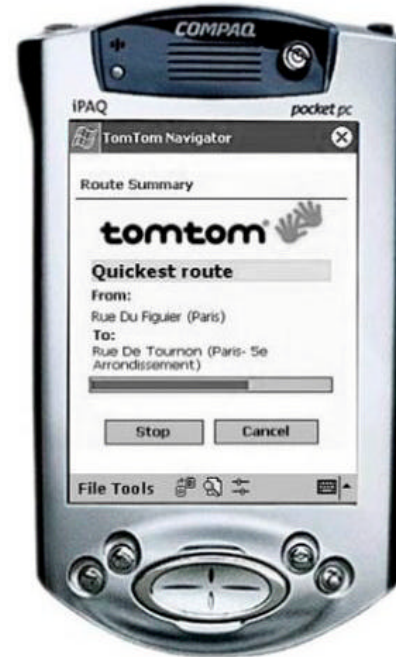 COMPAQ
iPAQ
pocket pc
TomTom Navigator
Route Summary
tomtom
Quickest route
From:
Rue Du Figuier (Paris)
To:
Rue De Tournon (Paris- 5e
Arrondissement)
Stop
Cancel
File Tools